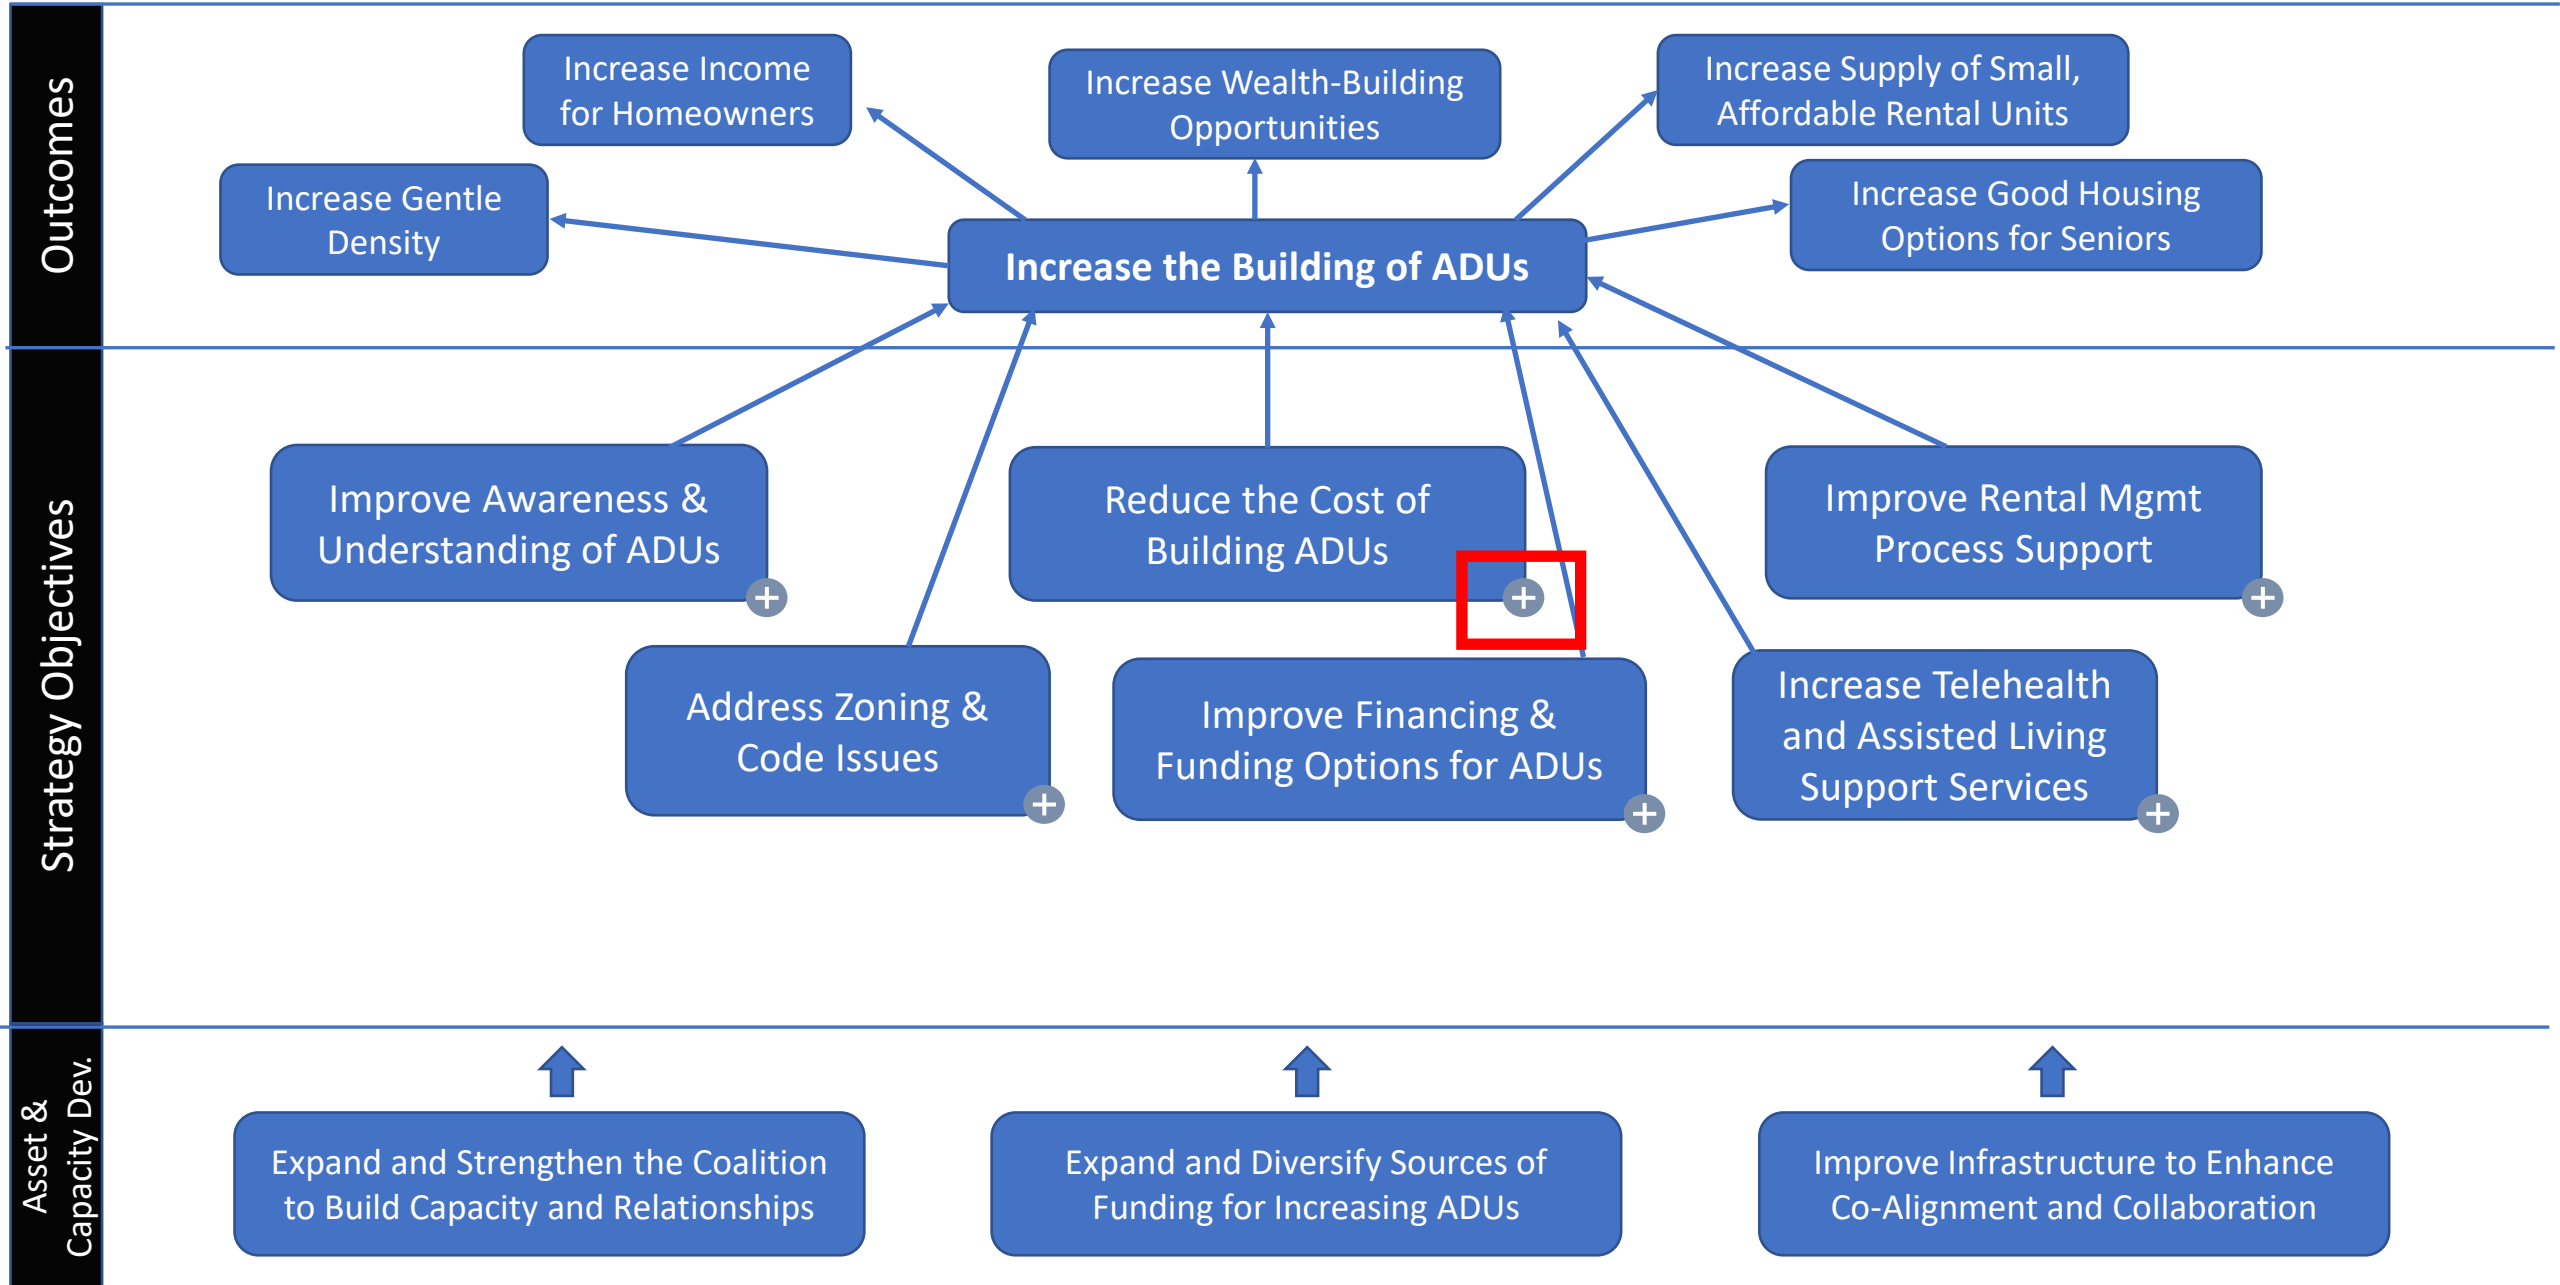 Outcomes
Increase Income
for Homeowners
Increase Wealth-Building
Opportunities
Increase Supply of Small,
Affordable Rental Units
Increase Gentle
Density
Increase Good Housing
Options for Seniors
Increase the Building of ADUs
Strategy Objectives
Improve Awareness &
Understanding of ADUs
+
Reduce the Cost of
Building ADUs
+
Improve Rental Mgmt
Process Support
+
Address Zoning &
Code Issues
+
Improve Financing &
Funding Options for ADUs
+
Increase Telehealth
and Assisted Living
Support Services
+
Asset &
Capacity Dev.
Expand and Strengthen the Coalition
to Build Capacity and Relationships
Expand and Diversify Sources of
Funding for Increasing ADUs
Improve Infrastructure to Enhance
Co-Alignment and Collaboration